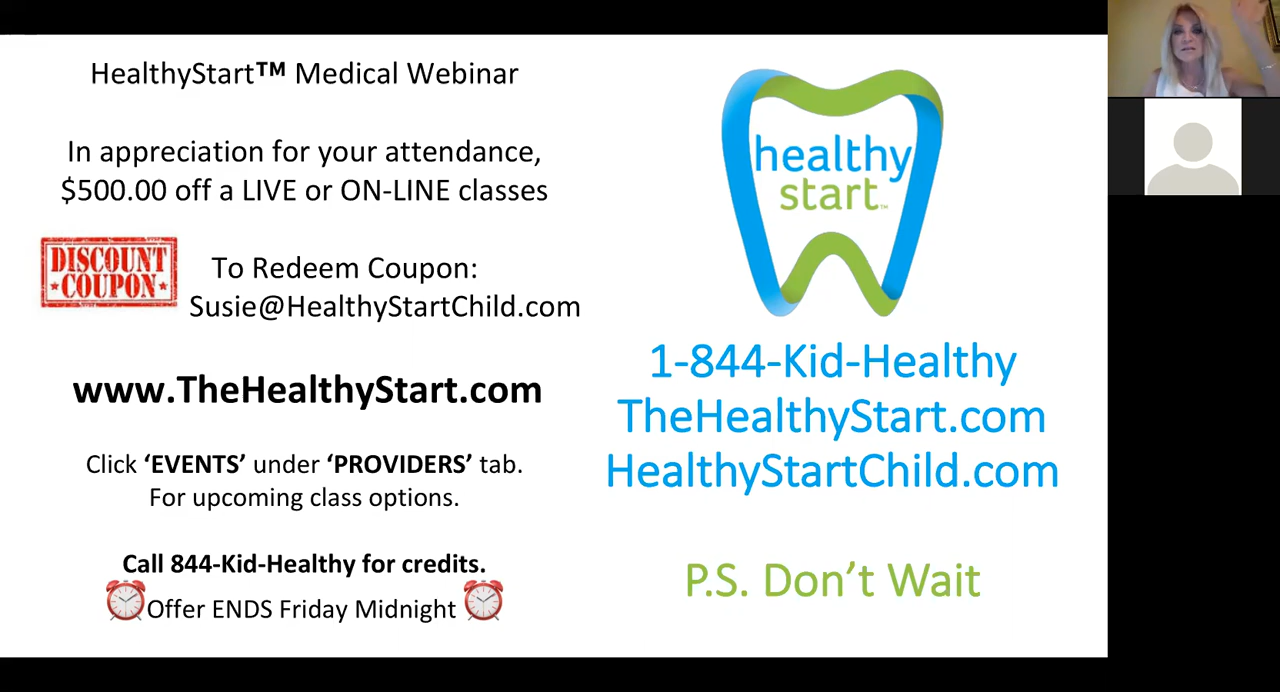 HealthyStart™ Medical Webinar
In appreciation for your attendance,
$500.00 off a LIVE or ON-LINE classes
DISCOUNT
COUPON
To Redeem Coupon:
Susie@HealthyStartChild.com
www.TheHealthyStart.com
Click ‘EVENTS’ under ‘PROVIDERS’ tab.
For upcoming class options.
Call 844-Kid-Healthy for credits.
Offer ENDS Friday Midnight
healthy
start™
1-844-Kid-Healthy
TheHealthyStart.com
HealthyStartChild.com
P.S. Don’t Wait